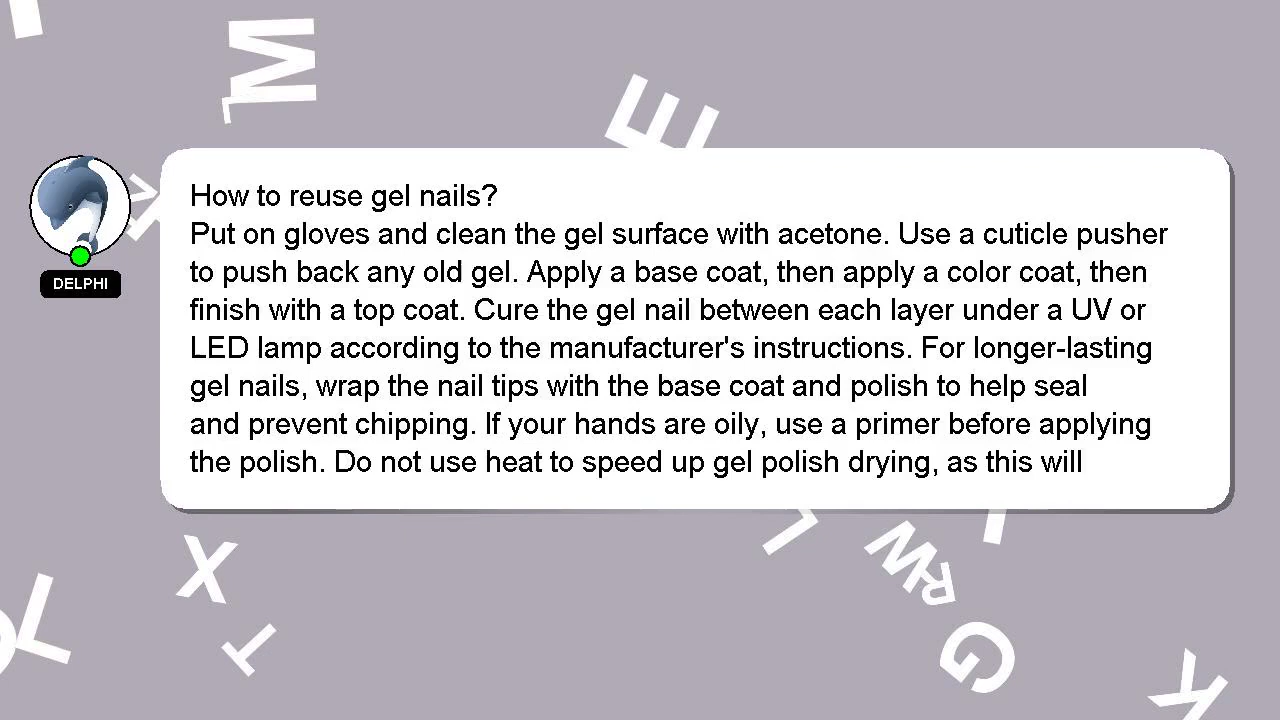 M
L
E
N
DELPHI
How to reuse gel nails?
Put on gloves and clean the gel surface with acetone. Use a cuticle pusher
to push back any old gel. Apply a base coat, then apply a color coat, then
finish with a top coat. Cure the gel nail between each layer under a UV or
LED lamp according to the manufacturer's instructions. For longer-lasting
gel nails, wrap the nail tips with the base coat and polish to help seal
and prevent chipping. If your hands are oily, use a primer before applying
the polish. Do not use heat to speed up gel polish drying, as this will
X
L
W
R
Y
T
G
K